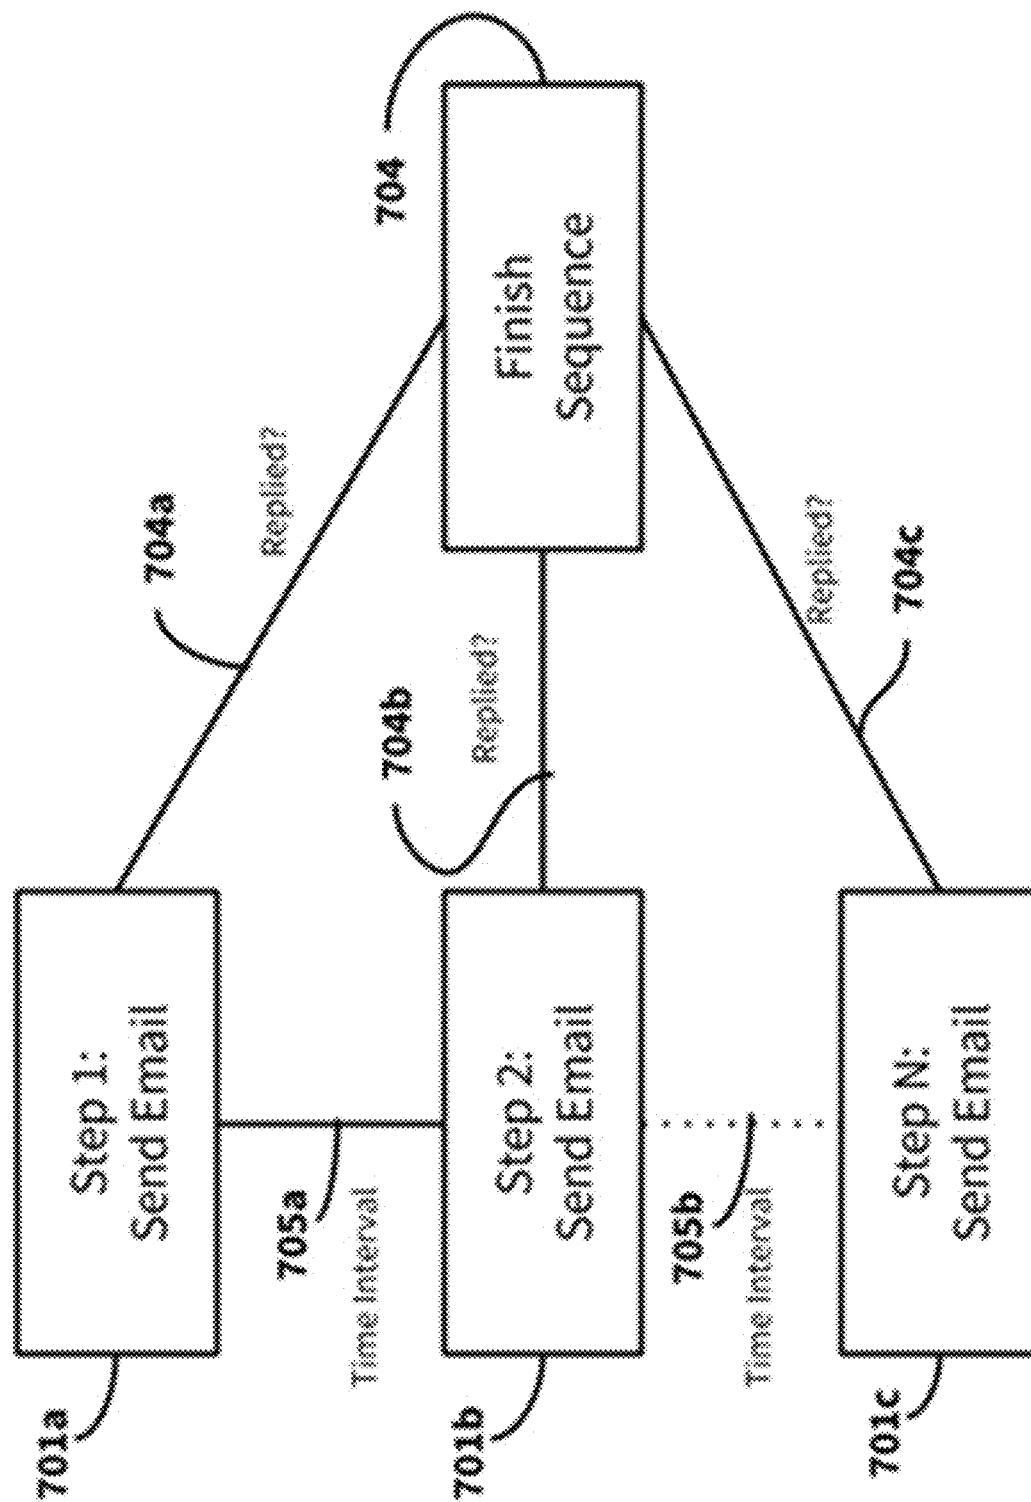 701a
Step 1:
Send Email
704a
Replied?
704
705a
Time Interval
701b
Step 2:
Send Email
704b
Replied?
Finish
Sequence
705b
Time Interval
701c
Step N:
Send Email
Replied?
704c